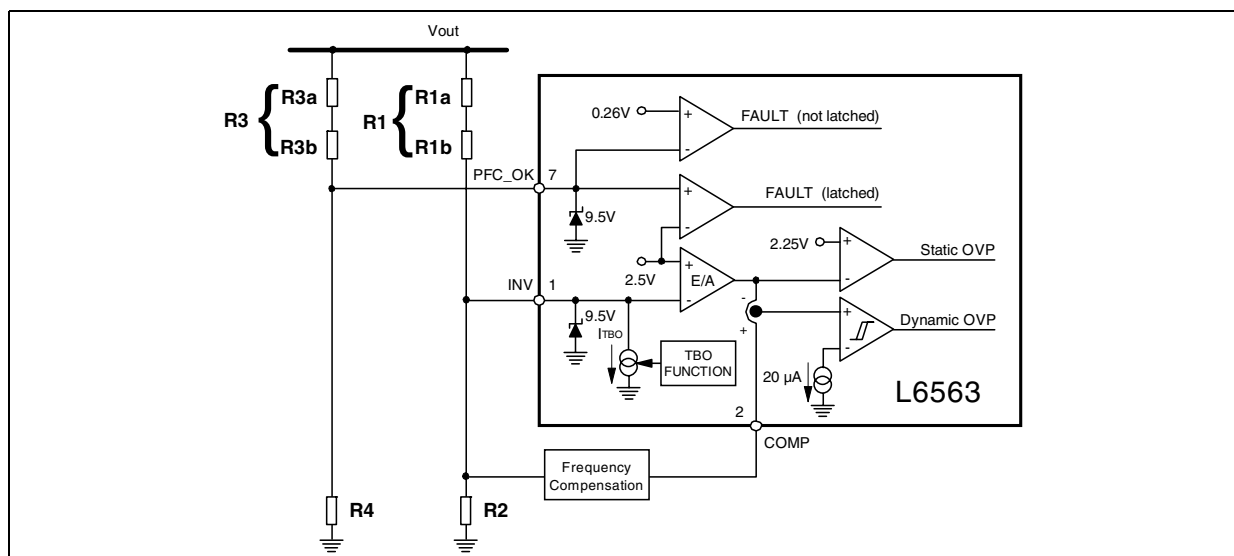 Vout
R3a
R1a
R3
R1
R3b
R1b
0.26V
+
-
FAULT (not latched)
PFC_OK
7
+
-
FAULT (latched)
9.5V
2.25V
+
-
Static OVP
2.5V
+
E/A
-
INV
1
-
+
+
-
Dynamic OVP
9.5V
ITBO
TBO
FUNCTION
20 µA
L6563
2
COMP
Frequency
Compensation
R4
R2